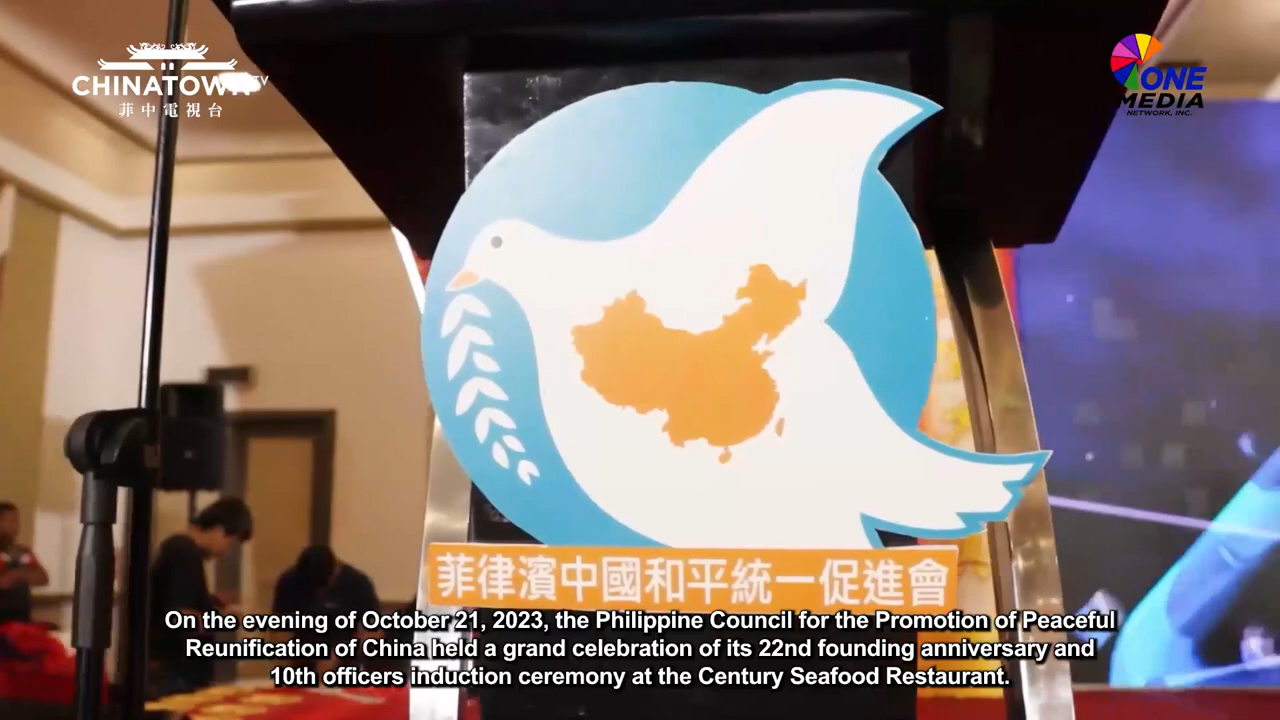 CHINATOWN TV
菲中電視台
ONE
MEDIA
NETWORK, INC.
菲律濱中國和平統一促進會
On the evening of October 21, 2023, the Philippine Council for the Promotion of Peaceful
Reunification of China held a grand celebration of its 22nd founding anniversary and
10th officers induction ceremony at the Century Seafood Restaurant.